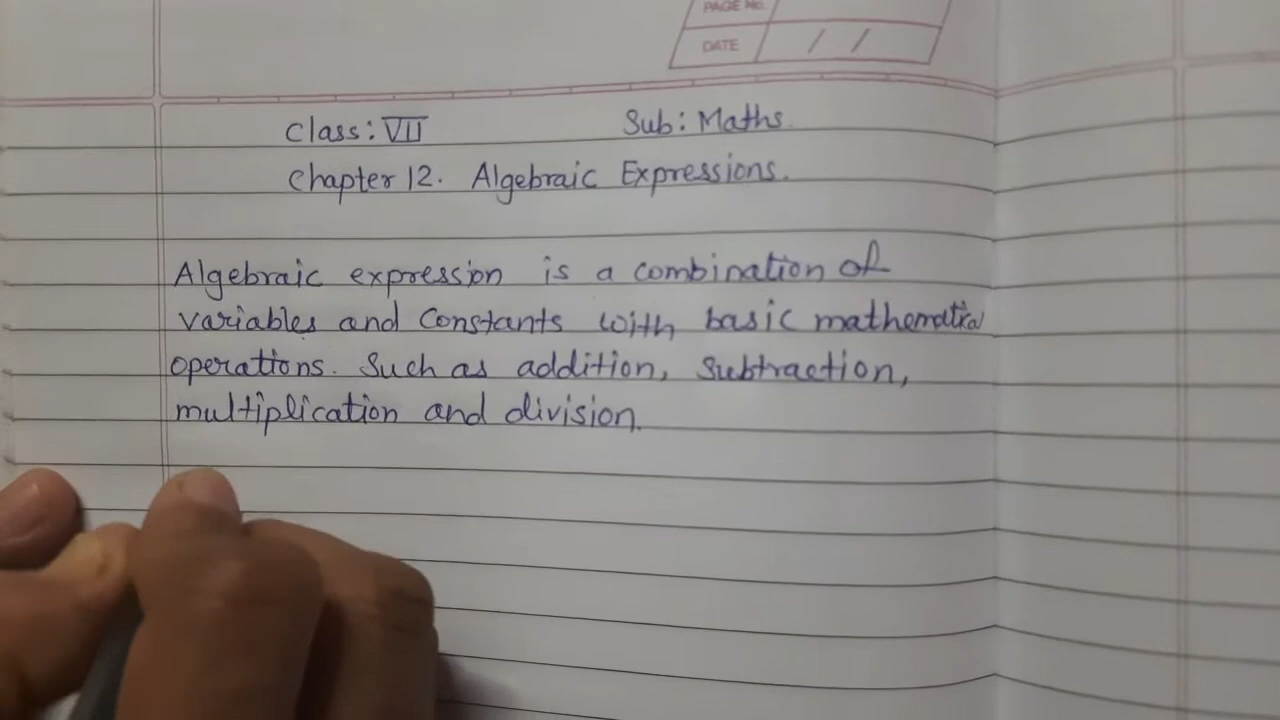 PAGE No.
DATE / /
Class: VII Sub: Maths.
Chapter 12. Algebraic Expressions.
Algebraic expression is a combination of
variables and constants with basic mathematical
operations. Such as addition, subtraction,
multiplication and division.